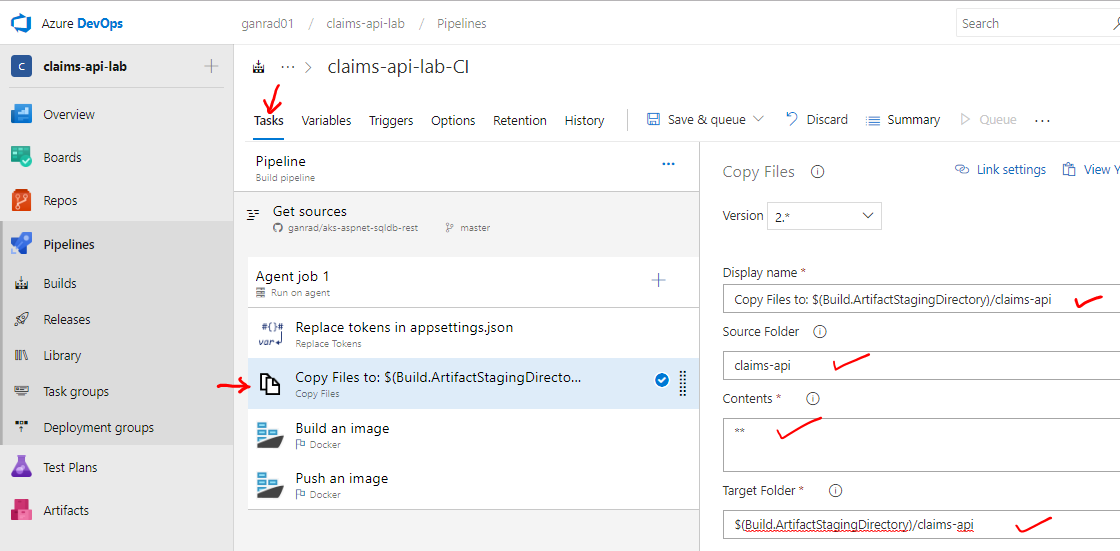 Azure DevOps
ganrad01 / claims-api-lab / Pipelines
Search
C claims-api-lab
Overview
Boards
Repos
Pipelines
Builds
Releases
Library
Task groups
Deployment groups
Test Plans
Artifacts
··· > claims-api-lab-CI
Tasks Variables Triggers Options Retention History Save & queue Discard Summary Queue ···
Pipeline
Build pipeline
Get sources
ganrad/aks-aspnet-sqldb-rest master
Agent job 1
Run on agent
#{}# Replace tokens in appsettings.json
var Replace Tokens
Copy Files to: $(Build.ArtifactStagingDirecto...
Copy Files
Build an image
Docker
Push an image
Docker
Copy Files Link settings View Y
Version 2.*
Display name *
Copy Files to: $(Build.ArtifactStagingDirectory)/claims-api
Source Folder
claims-api
Contents *
**
Target Folder *
$(Build.ArtifactStagingDirectory)/claims-api